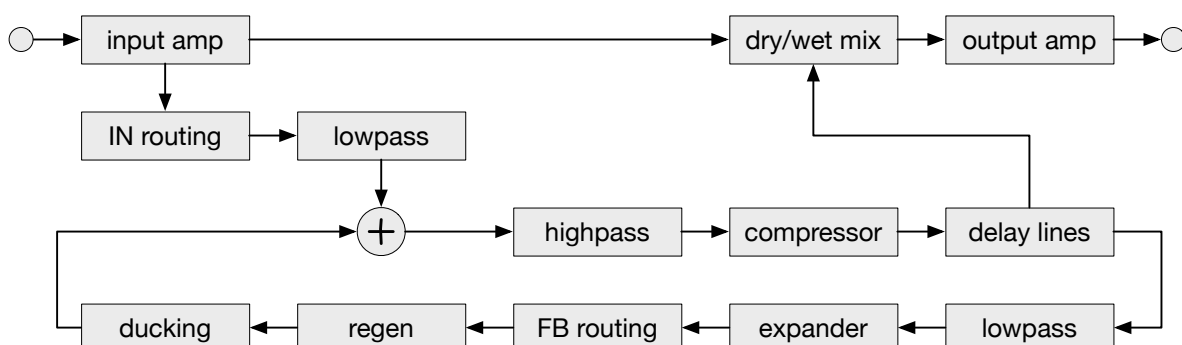 input amp
dry/wet mix
output amp
IN routing
lowpass
+
highpass
compressor
delay lines
ducking
regen
FB routing
expander
lowpass